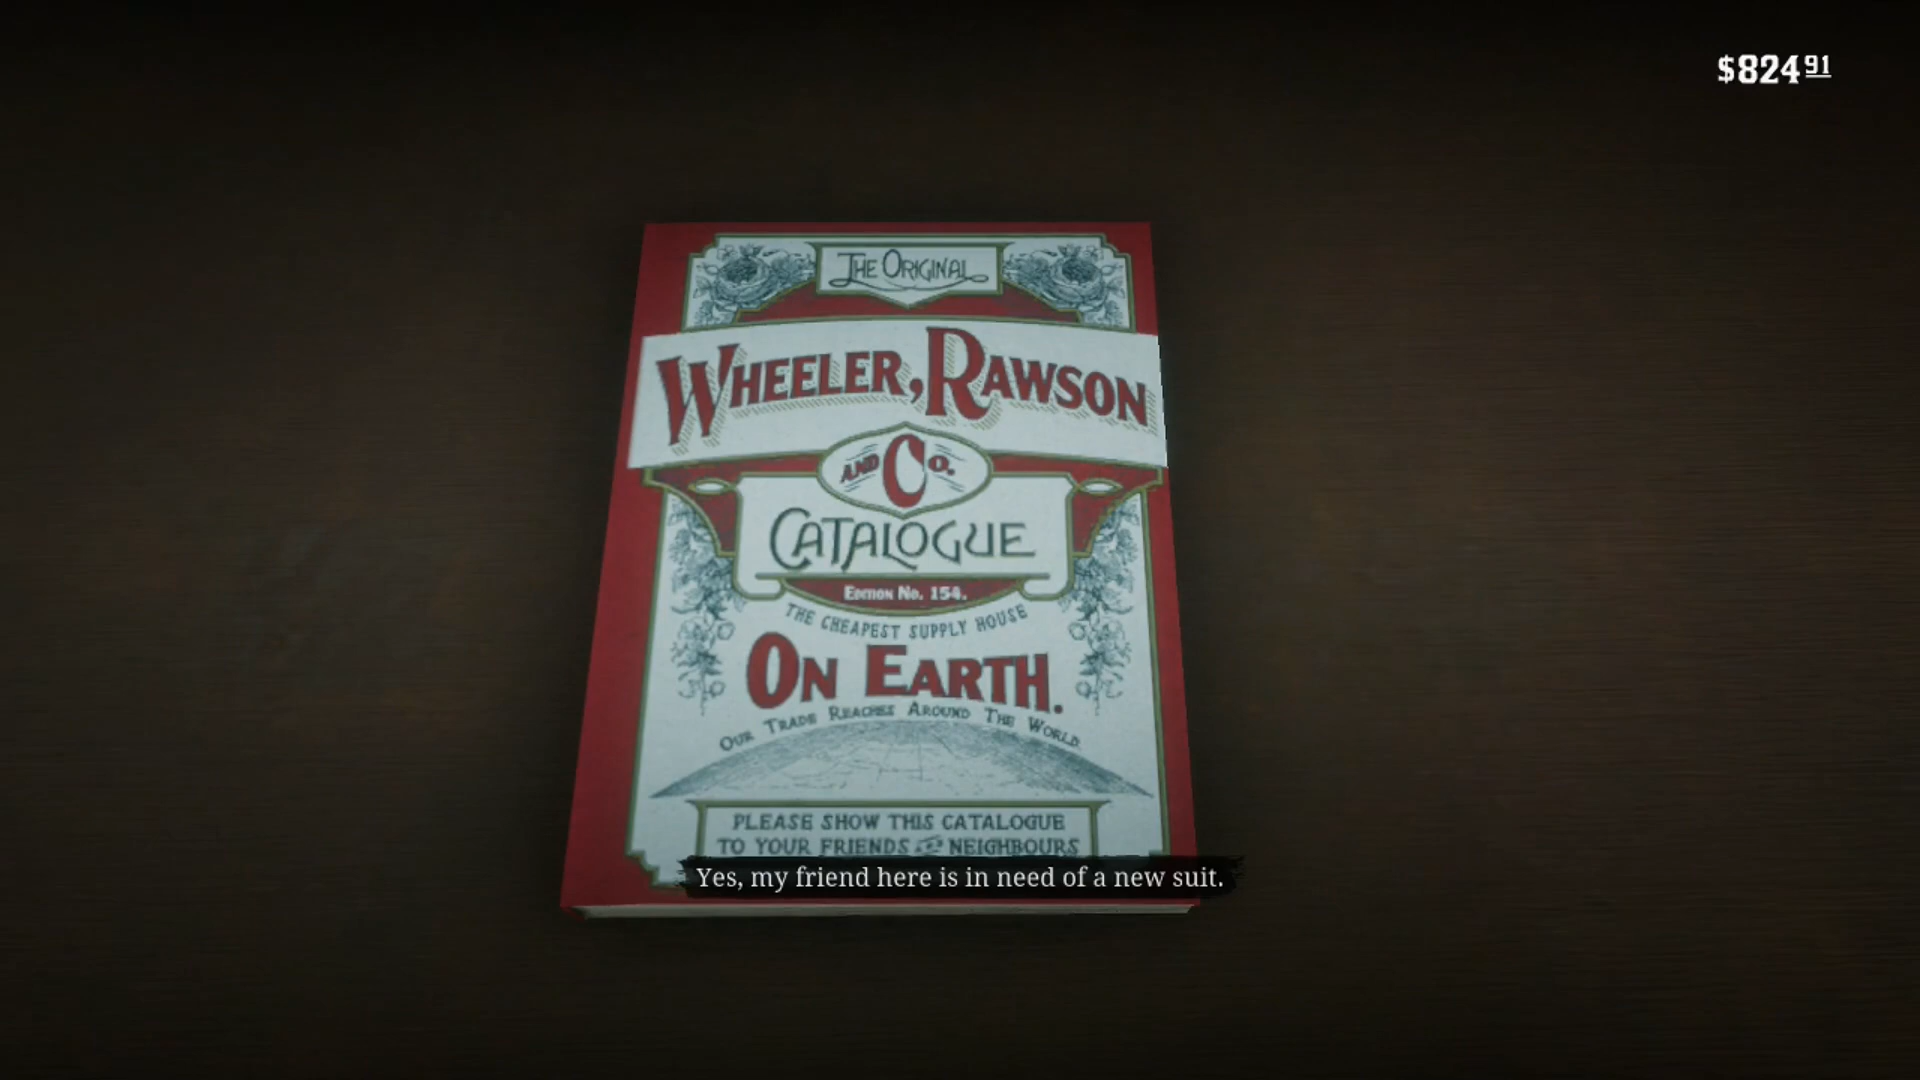 $824 91
THE ORIGINAL
WHEELER, RAWSON
AND CO.
CATALOGUE
EDITION No. 154.
THE CHEAPEST SUPPLY HOUSE
ON EARTH.
OUR TRADE REACHES AROUND THE WORLD
PLEASE SHOW THIS CATALOGUE
TO YOUR FRIENDS AND NEIGHBOURS
Yes, my friend here is in need of a new suit.